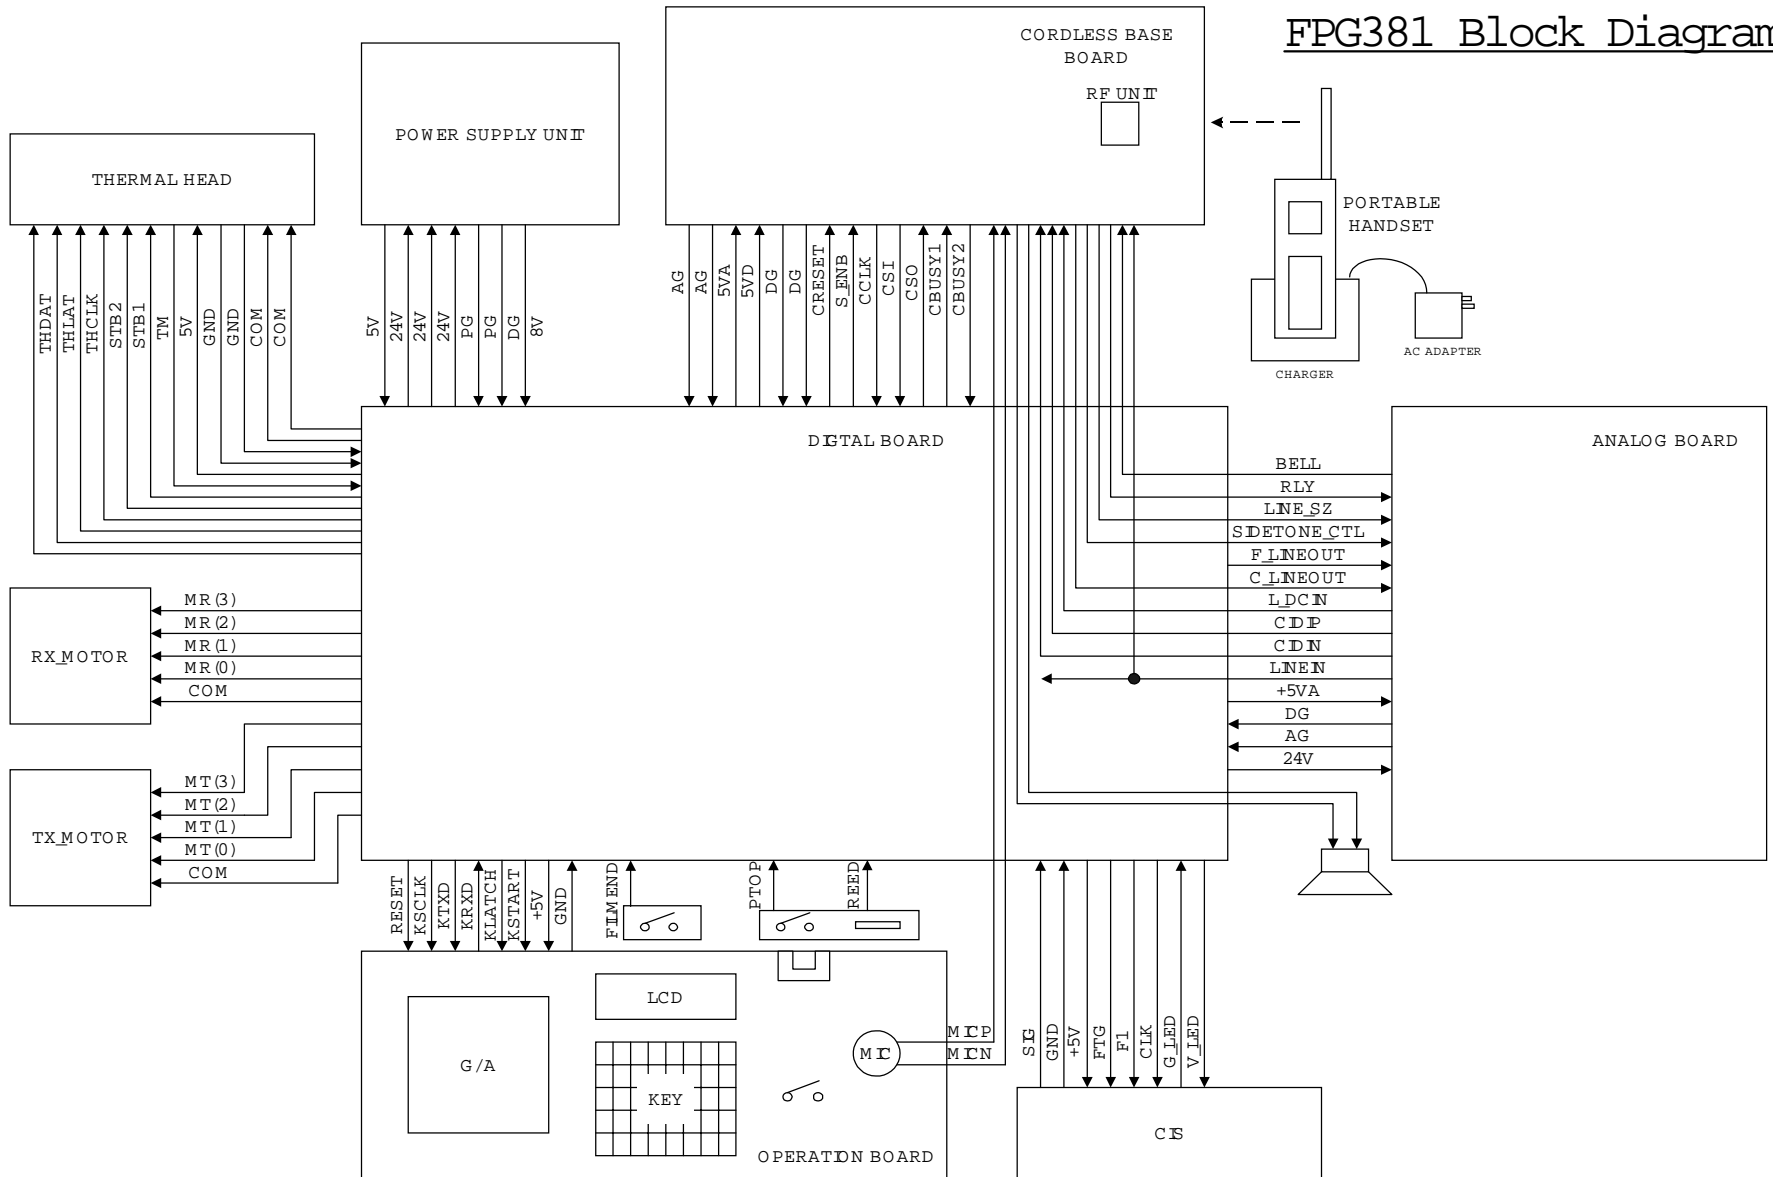 FPG381 Block Diagram
CORDLESS BASE
BOARD
RF UNIT
POWER SUPPLY UNIT
THERMAL HEAD
PORTABLE
HANDSET
AC ADAPTER
CHARGER
THDAT
THLAT
THCLK
STB2
STB1
TM
5V
GND
GND
COM
COM
5V
24V
24V
24V
PG
PG
DG
8V
AG
AG
5VA
5VD
DG
DG
CRESET
S_ENB
CCLK
CSI
CSO
CBUSY1
CBUSY2
DIGTAL BOARD
ANALOG BOARD
BELL
RLY
LINE_SZ
SIDETONE_CTL
F_LINEOUT
C_LINEOUT
L_DCIN
CIDIP
CIDIN
LINEIN
+5VA
DG
AG
24V
RX_MOTOR
MR(3)
MR(2)
MR(1)
MR(0)
COM
TX_MOTOR
MT(3)
MT(2)
MT(1)
MT(0)
COM
RESET
KSCLK
KTXD
KRXD
KLATCH
KSTART
+5V
GND
FILMEND
PTOP
REED
LCD
G/A
KEY
MIC
MICP
MICN
OPERATION BOARD
SIG
GND
+5V
FTG
F1
CLK
G_LED
V_LED
CIS